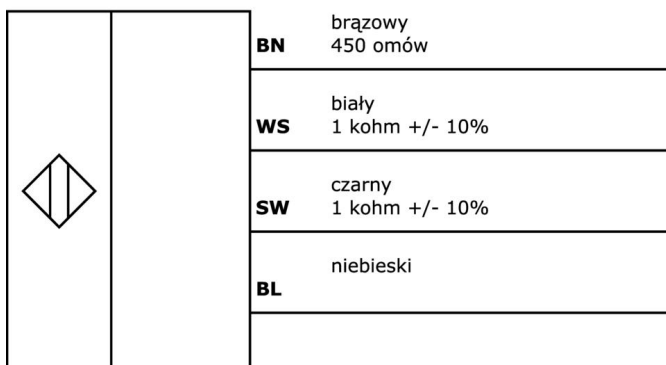 brązowy
BN 450 omów
biały
WS 1 kohm +/- 10%
czarny
SW 1 kohm +/- 10%
niebieski
BL